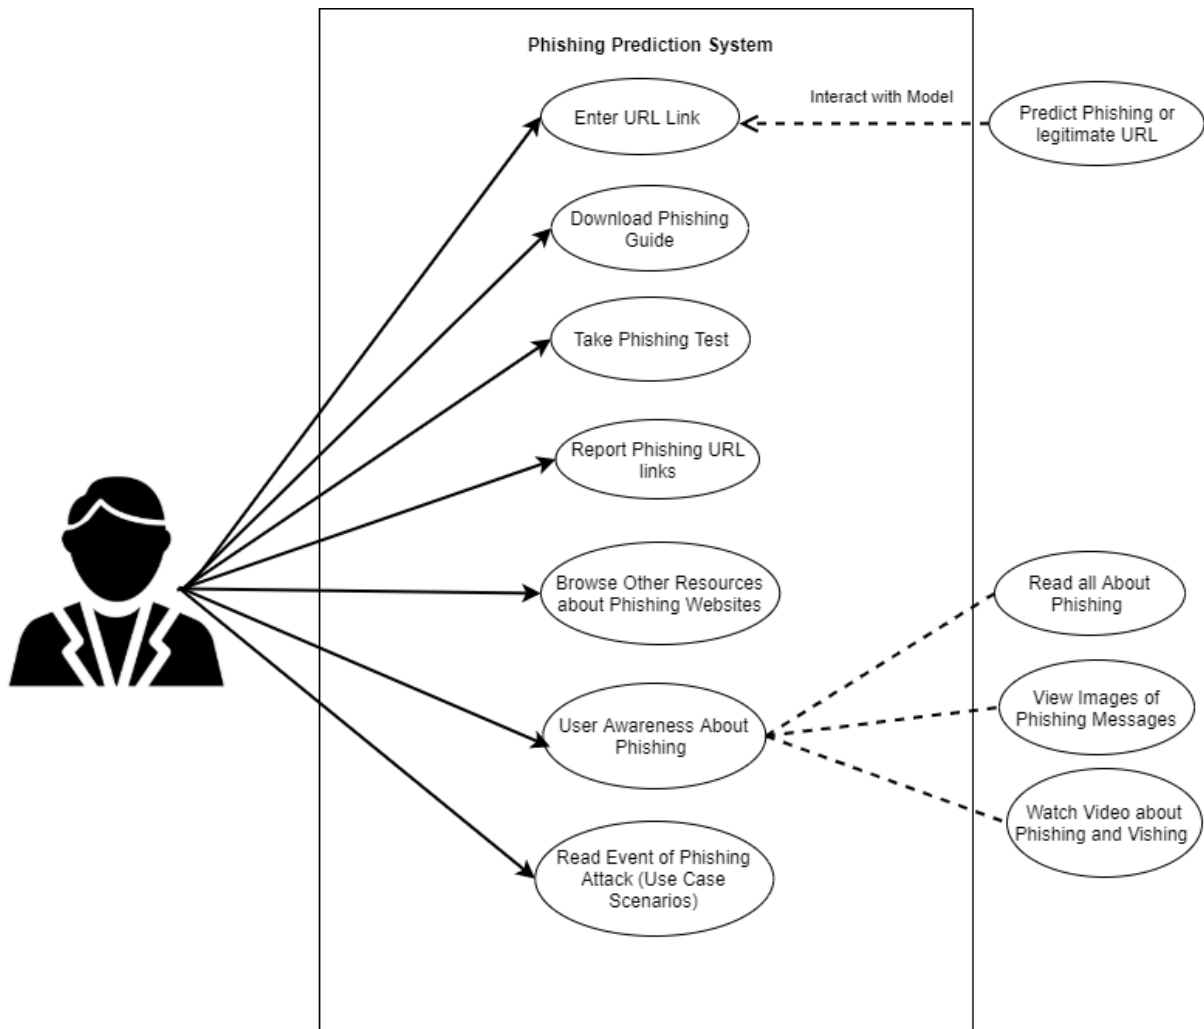 Phishing Prediction System
Enter URL Link
Interact with Model
Predict Phishing or
legitimate URL
Download Phishing
Guide
Take Phishing Test
Report Phishing URL
links
Browse Other Resources
about Phishing Websites
Read all About
Phishing
User Awareness About
Phishing
View Images of
Phishing Messages
Watch Video about
Phishing and Vishing
Read Event of Phishing
Attack (Use Case
Scenarios)